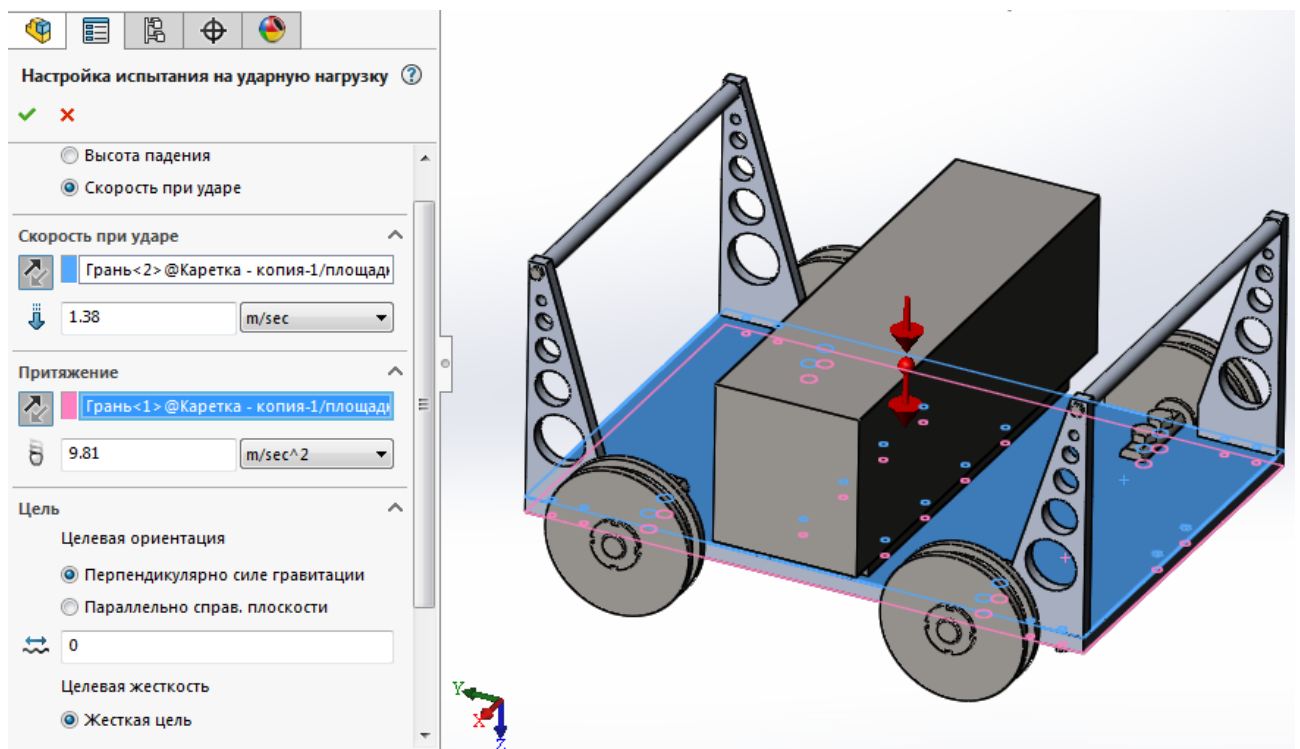 Настройка испытания на ударную нагрузку
Высота падения
Скорость при ударе
Скорость при ударе
Грань<2>@Каретка - копия-1/площадк
1.38 m/sec
Притяжение
Грань<1>@Каретка - копия-1/площадк
9.81 m/sec^2
Цель
Целевая ориентация
Перпендикулярно силе гравитации
Параллельно справ. плоскости
0
Целевая жесткость
Жесткая цель
Y
X
Z